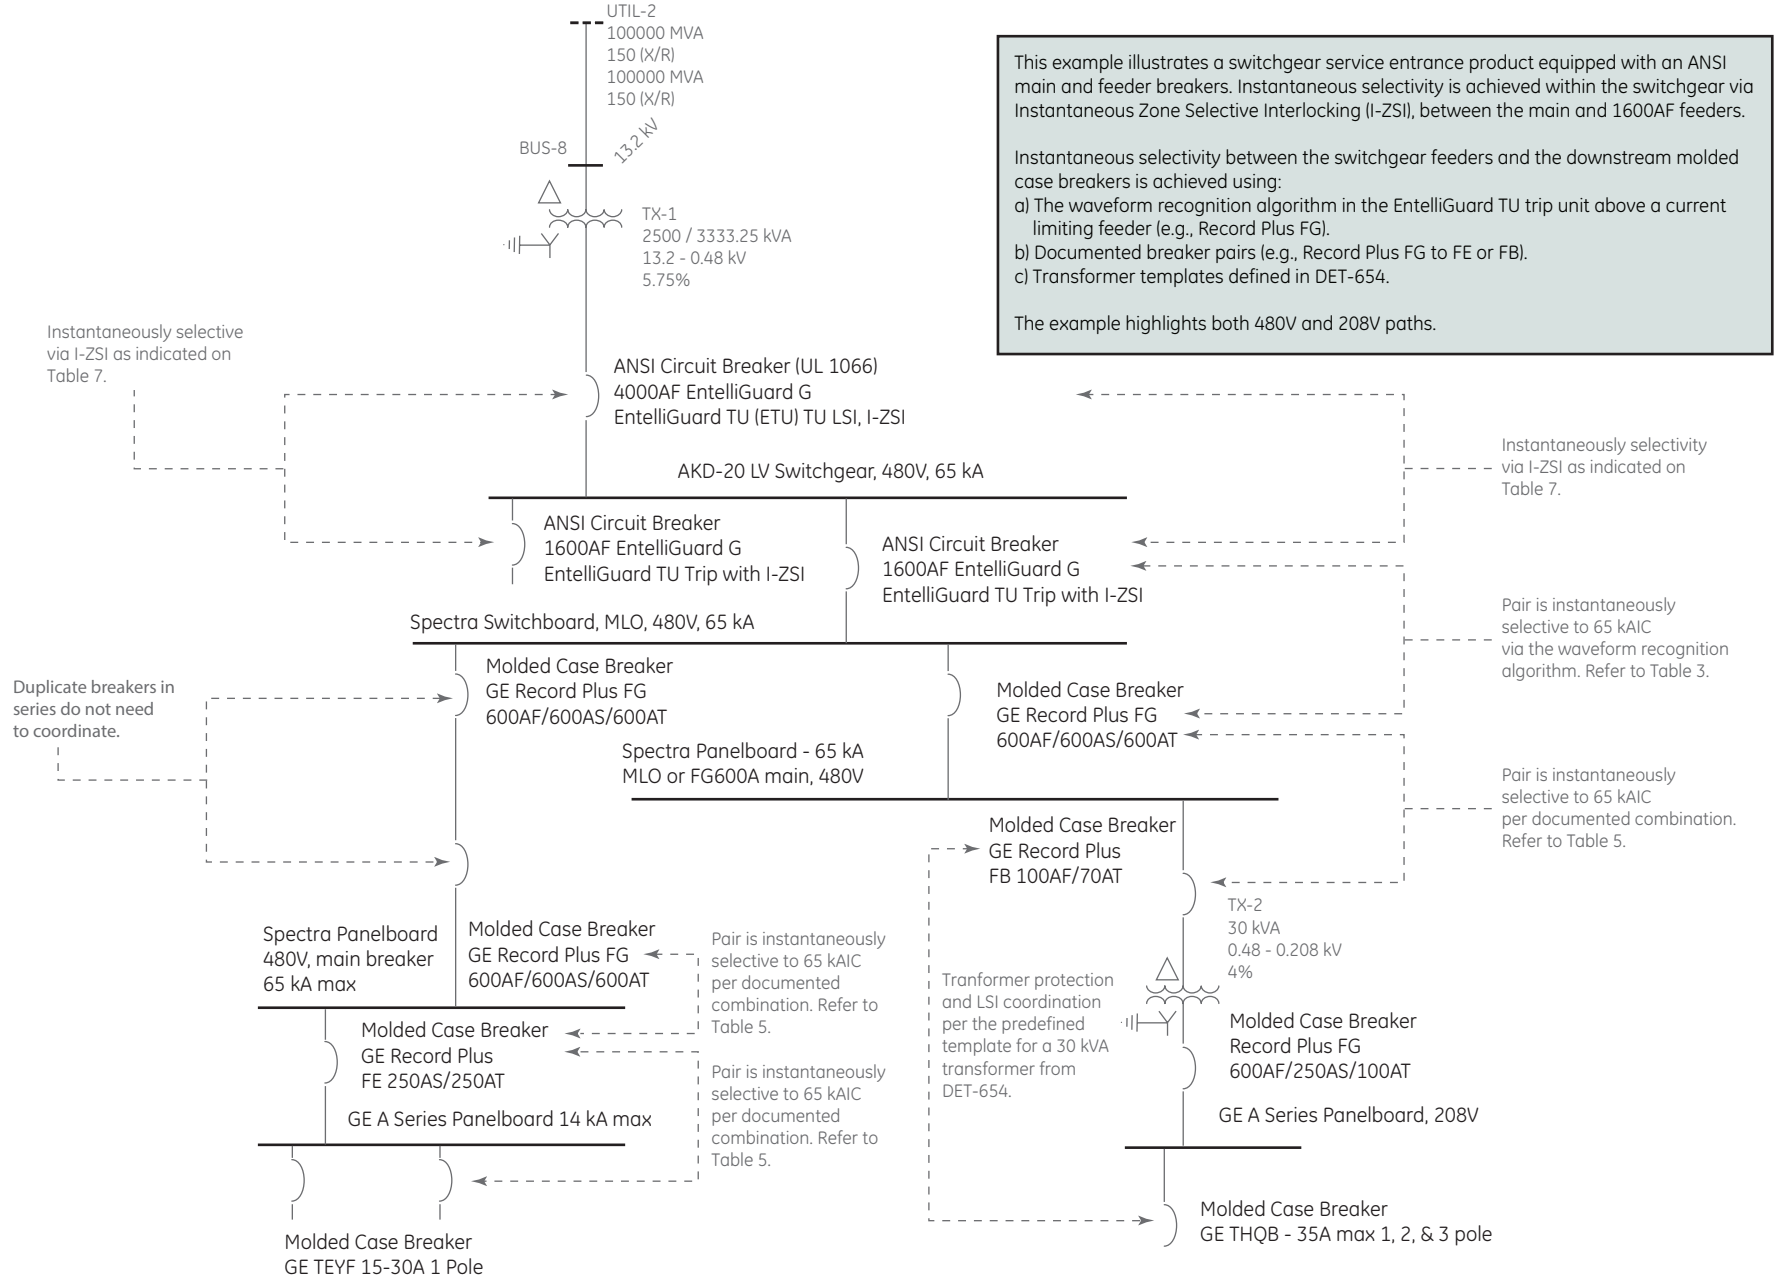 UTIL-2
100000 MVA
150 (X/R)
100000 MVA
150 (X/R)
13.2 kV
BUS-8
TX-1
2500 / 3333.25 kVA
13.2 - 0.48 kV
5.75%
This example illustrates a switchgear service entrance product equipped with an ANSI
main and feeder breakers. Instantaneous selectivity is achieved within the switchgear via
Instantaneous Zone Selective Interlocking (I-ZSI), between the main and 1600AF feeders.
Instantaneous selectivity between the switchgear feeders and the downstream molded
case breakers is achieved using:
a) The waveform recognition algorithm in the EntelliGuard TU trip unit above a current
limiting feeder (e.g., Record Plus FG).
b) Documented breaker pairs (e.g., Record Plus FG to FE or FB).
c) Transformer templates defined in DET-654.
The example highlights both 480V and 208V paths.
Instantaneously selective
via I-ZSI as indicated on
Table 7.
ANSI Circuit Breaker (UL 1066)
4000AF EntelliGuard G
EntelliGuard TU (ETU) TU LSI, I-ZSI
Instantaneously selectivity
via I-ZSI as indicated on
Table 7.
AKD-20 LV Switchgear, 480V, 65 kA
ANSI Circuit Breaker
1600AF EntelliGuard G
EntelliGuard TU Trip with I-ZSI
ANSI Circuit Breaker
1600AF EntelliGuard G
EntelliGuard TU Trip with I-ZSI
Pair is instantaneously
selective to 65 kAIC
via the waveform recognition
algorithm. Refer to Table 3.
Spectra Switchboard, MLO, 480V, 65 kA
Molded Case Breaker
GE Record Plus FG
600AF/600AS/600AT
Duplicate breakers in
series do not need
to coordinate.
Molded Case Breaker
GE Record Plus FG
600AF/600AS/600AT
Spectra Panelboard - 65 kA
MLO or FG600A main, 480V
Pair is instantaneously
selective to 65 kAIC
per documented combination.
Refer to Table 5.
Molded Case Breaker
GE Record Plus
FB 100AF/70AT
TX-2
30 kVA
0.48 - 0.208 kV
4%
Spectra Panelboard
480V, main breaker
65 kA max
Molded Case Breaker
GE Record Plus FG
600AF/600AS/600AT
Pair is instantaneously
selective to 65 kAIC
per documented
combination. Refer to
Table 5.
Tranformer protection
and LSI coordination
per the predefined
template for a 30 kVA
transformer from
DET-654.
Molded Case Breaker
Record Plus FG
600AF/250AS/100AT
Molded Case Breaker
GE Record Plus
FE 250AS/250AT
Pair is instantaneously
selective to 65 kAIC
per documented
combination. Refer to
Table 5.
GE A Series Panelboard 14 kA max
GE A Series Panelboard, 208V
Molded Case Breaker
GE THQB - 35A max 1, 2, & 3 pole
Molded Case Breaker
GE TEYF 15-30A 1 Pole